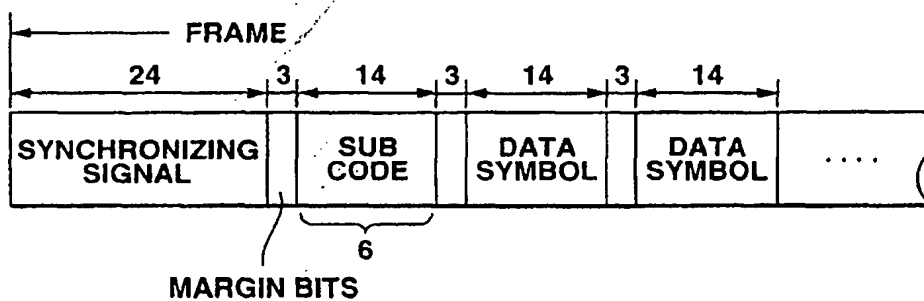 FRAME
24 3 14 3 14 3 14
SYNCHRONIZING SIGNAL
SUB CODE
DATA SYMBOL
DATA SYMBOL
....
6
MARGIN BITS